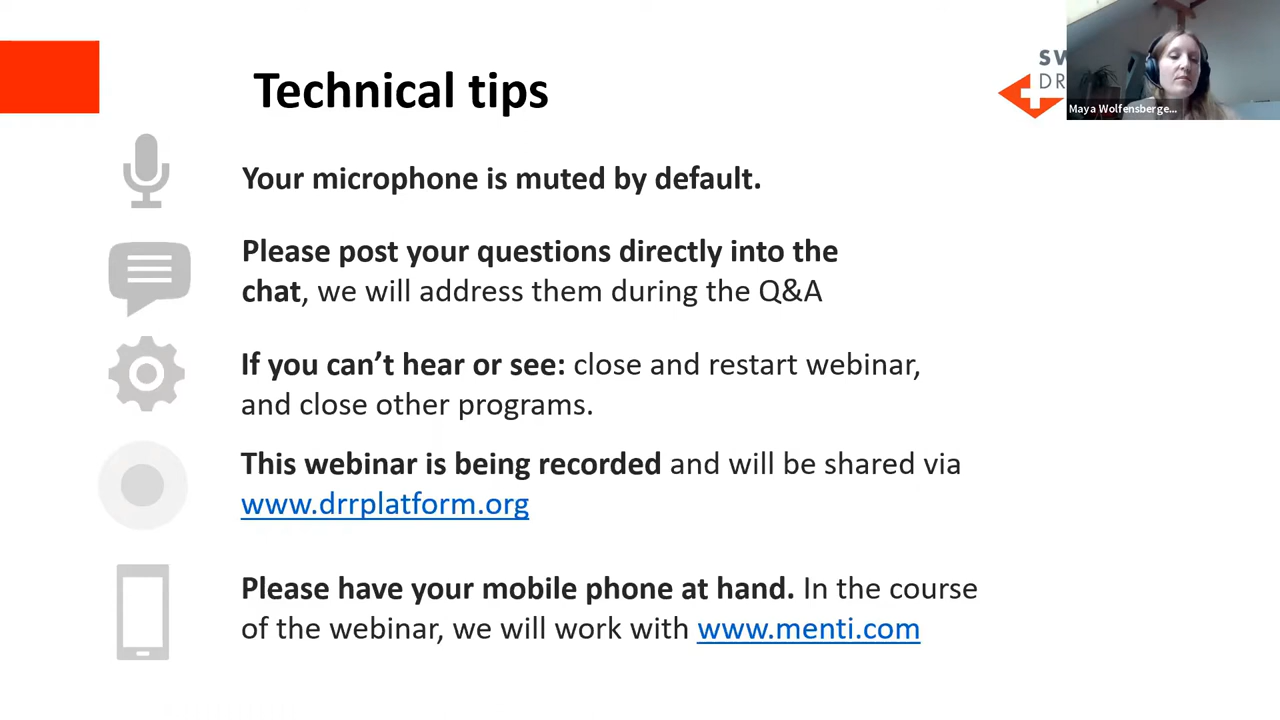 Technical tips
SW
DR
Maya Wolfensberge...
Your microphone is muted by default.
Please post your questions directly into the
chat, we will address them during the Q&A
If you can’t hear or see: close and restart webinar,
and close other programs.
This webinar is being recorded and will be shared via
www.drrplatform.org
Please have your mobile phone at hand. In the course
of the webinar, we will work with www.menti.com